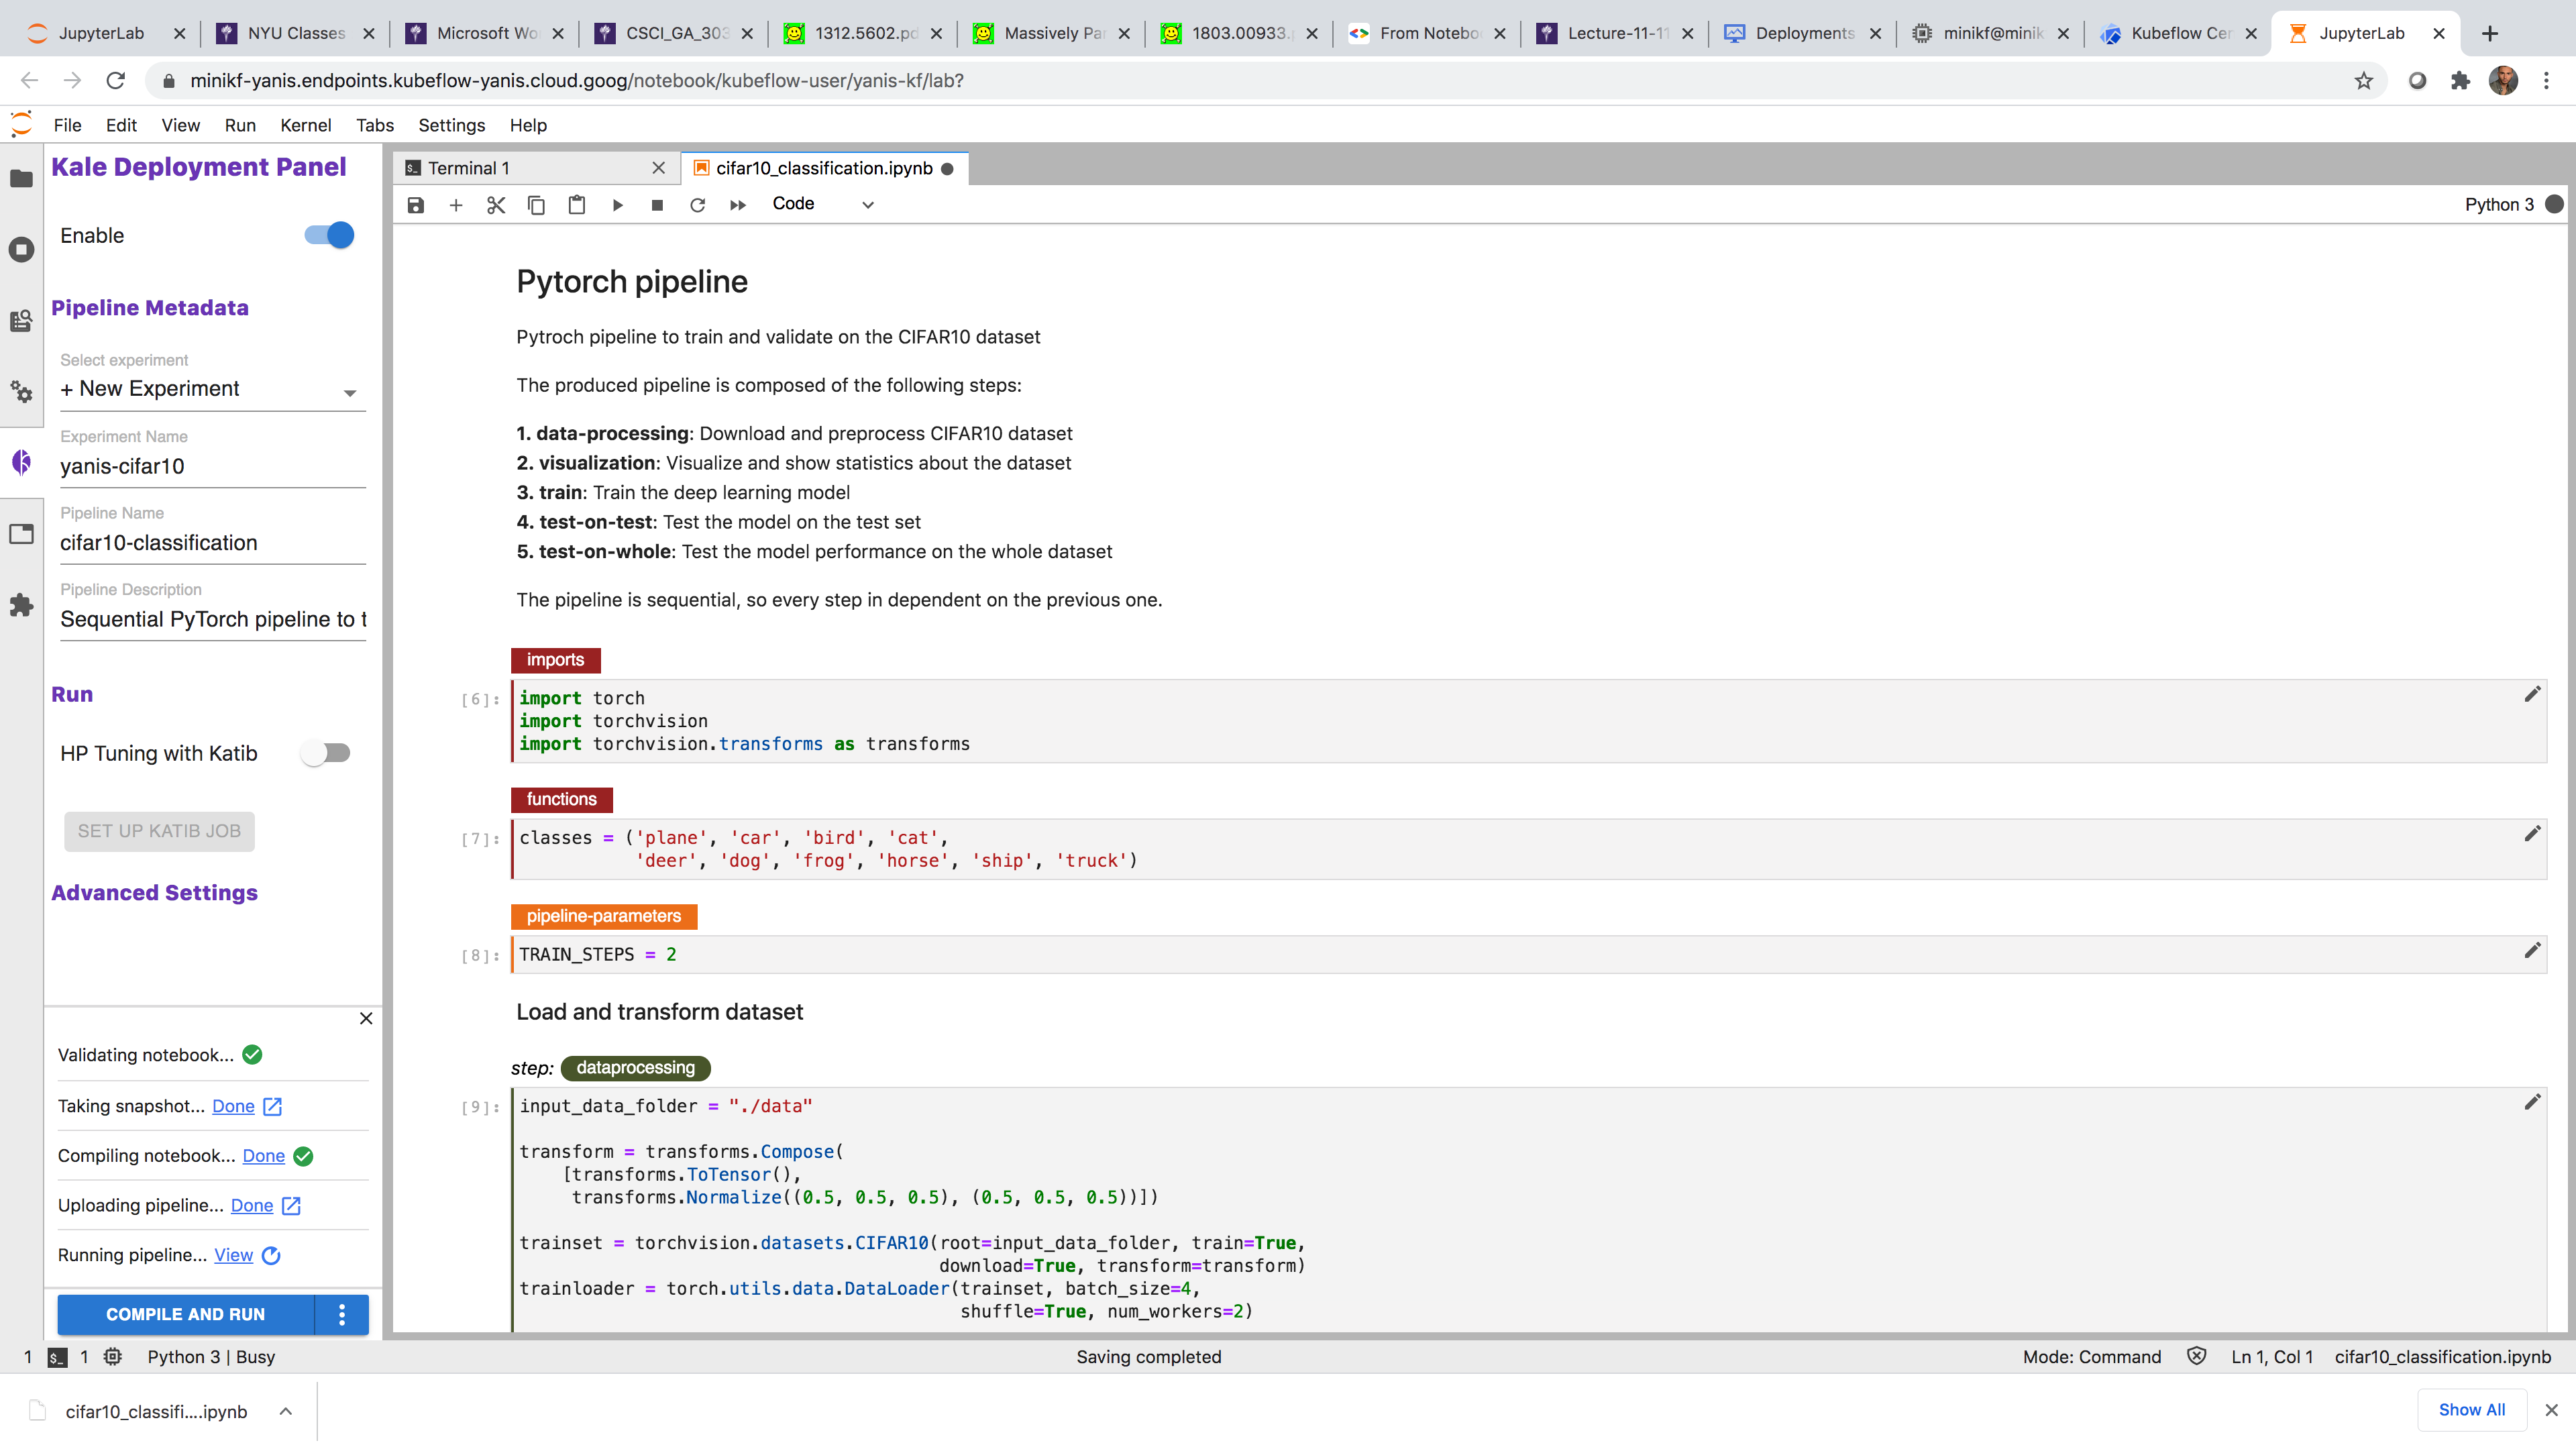 JupyterLab
NYU Classes
Microsoft Wo
CSCI_GA_303
1312.5602.pd
Massively Par
1803.00933.
From Notebo
Lecture-11-11
Deployments
minikf@minik
Kubeflow Cen
JupyterLab
minikf-yanis.endpoints.kubeflow-yanis.cloud.goog/notebook/kubeflow-user/yanis-kf/lab?
File Edit View Run Kernel Tabs Settings Help
Kale Deployment Panel
Enable
Pipeline Metadata
Select experiment
+ New Experiment
Experiment Name
yanis-cifar10
Pipeline Name
cifar10-classification
Pipeline Description
Sequential PyTorch pipeline to t
Run
HP Tuning with Katib
SET UP KATIB JOB
Advanced Settings
Validating notebook...
Taking snapshot... Done
Compiling notebook... Done
Uploading pipeline... Done
Running pipeline... View
COMPILE AND RUN
Terminal 1
cifar10_classification.ipynb
Code
Python 3
Pytorch pipeline
Pytroch pipeline to train and validate on the CIFAR10 dataset
The produced pipeline is composed of the following steps:
1. data-processing: Download and preprocess CIFAR10 dataset
2. visualization: Visualize and show statistics about the dataset
3. train: Train the deep learning model
4. test-on-test: Test the model on the test set
5. test-on-whole: Test the model performance on the whole dataset
The pipeline is sequential, so every step in dependent on the previous one.
imports
[6]: import torch
import torchvision
import torchvision.transforms as transforms
functions
[7]: classes = ('plane', 'car', 'bird', 'cat',
'deer', 'dog', 'frog', 'horse', 'ship', 'truck')
pipeline-parameters
[8]: TRAIN_STEPS = 2
Load and transform dataset
step: dataprocessing
[9]: input_data_folder = "./data"
transform = transforms.Compose(
[transforms.ToTensor(),
transforms.Normalize((0.5, 0.5, 0.5), (0.5, 0.5, 0.5))])
trainset = torchvision.datasets.CIFAR10(root=input_data_folder, train=True,
download=True, transform=transform)
trainloader = torch.utils.data.DataLoader(trainset, batch_size=4,
shuffle=True, num_workers=2)
1 $_ 1 Python 3 | Busy
Saving completed
Mode: Command
Ln 1, Col 1
cifar10_classification.ipynb
cifar10_classifi....ipynb
Show All